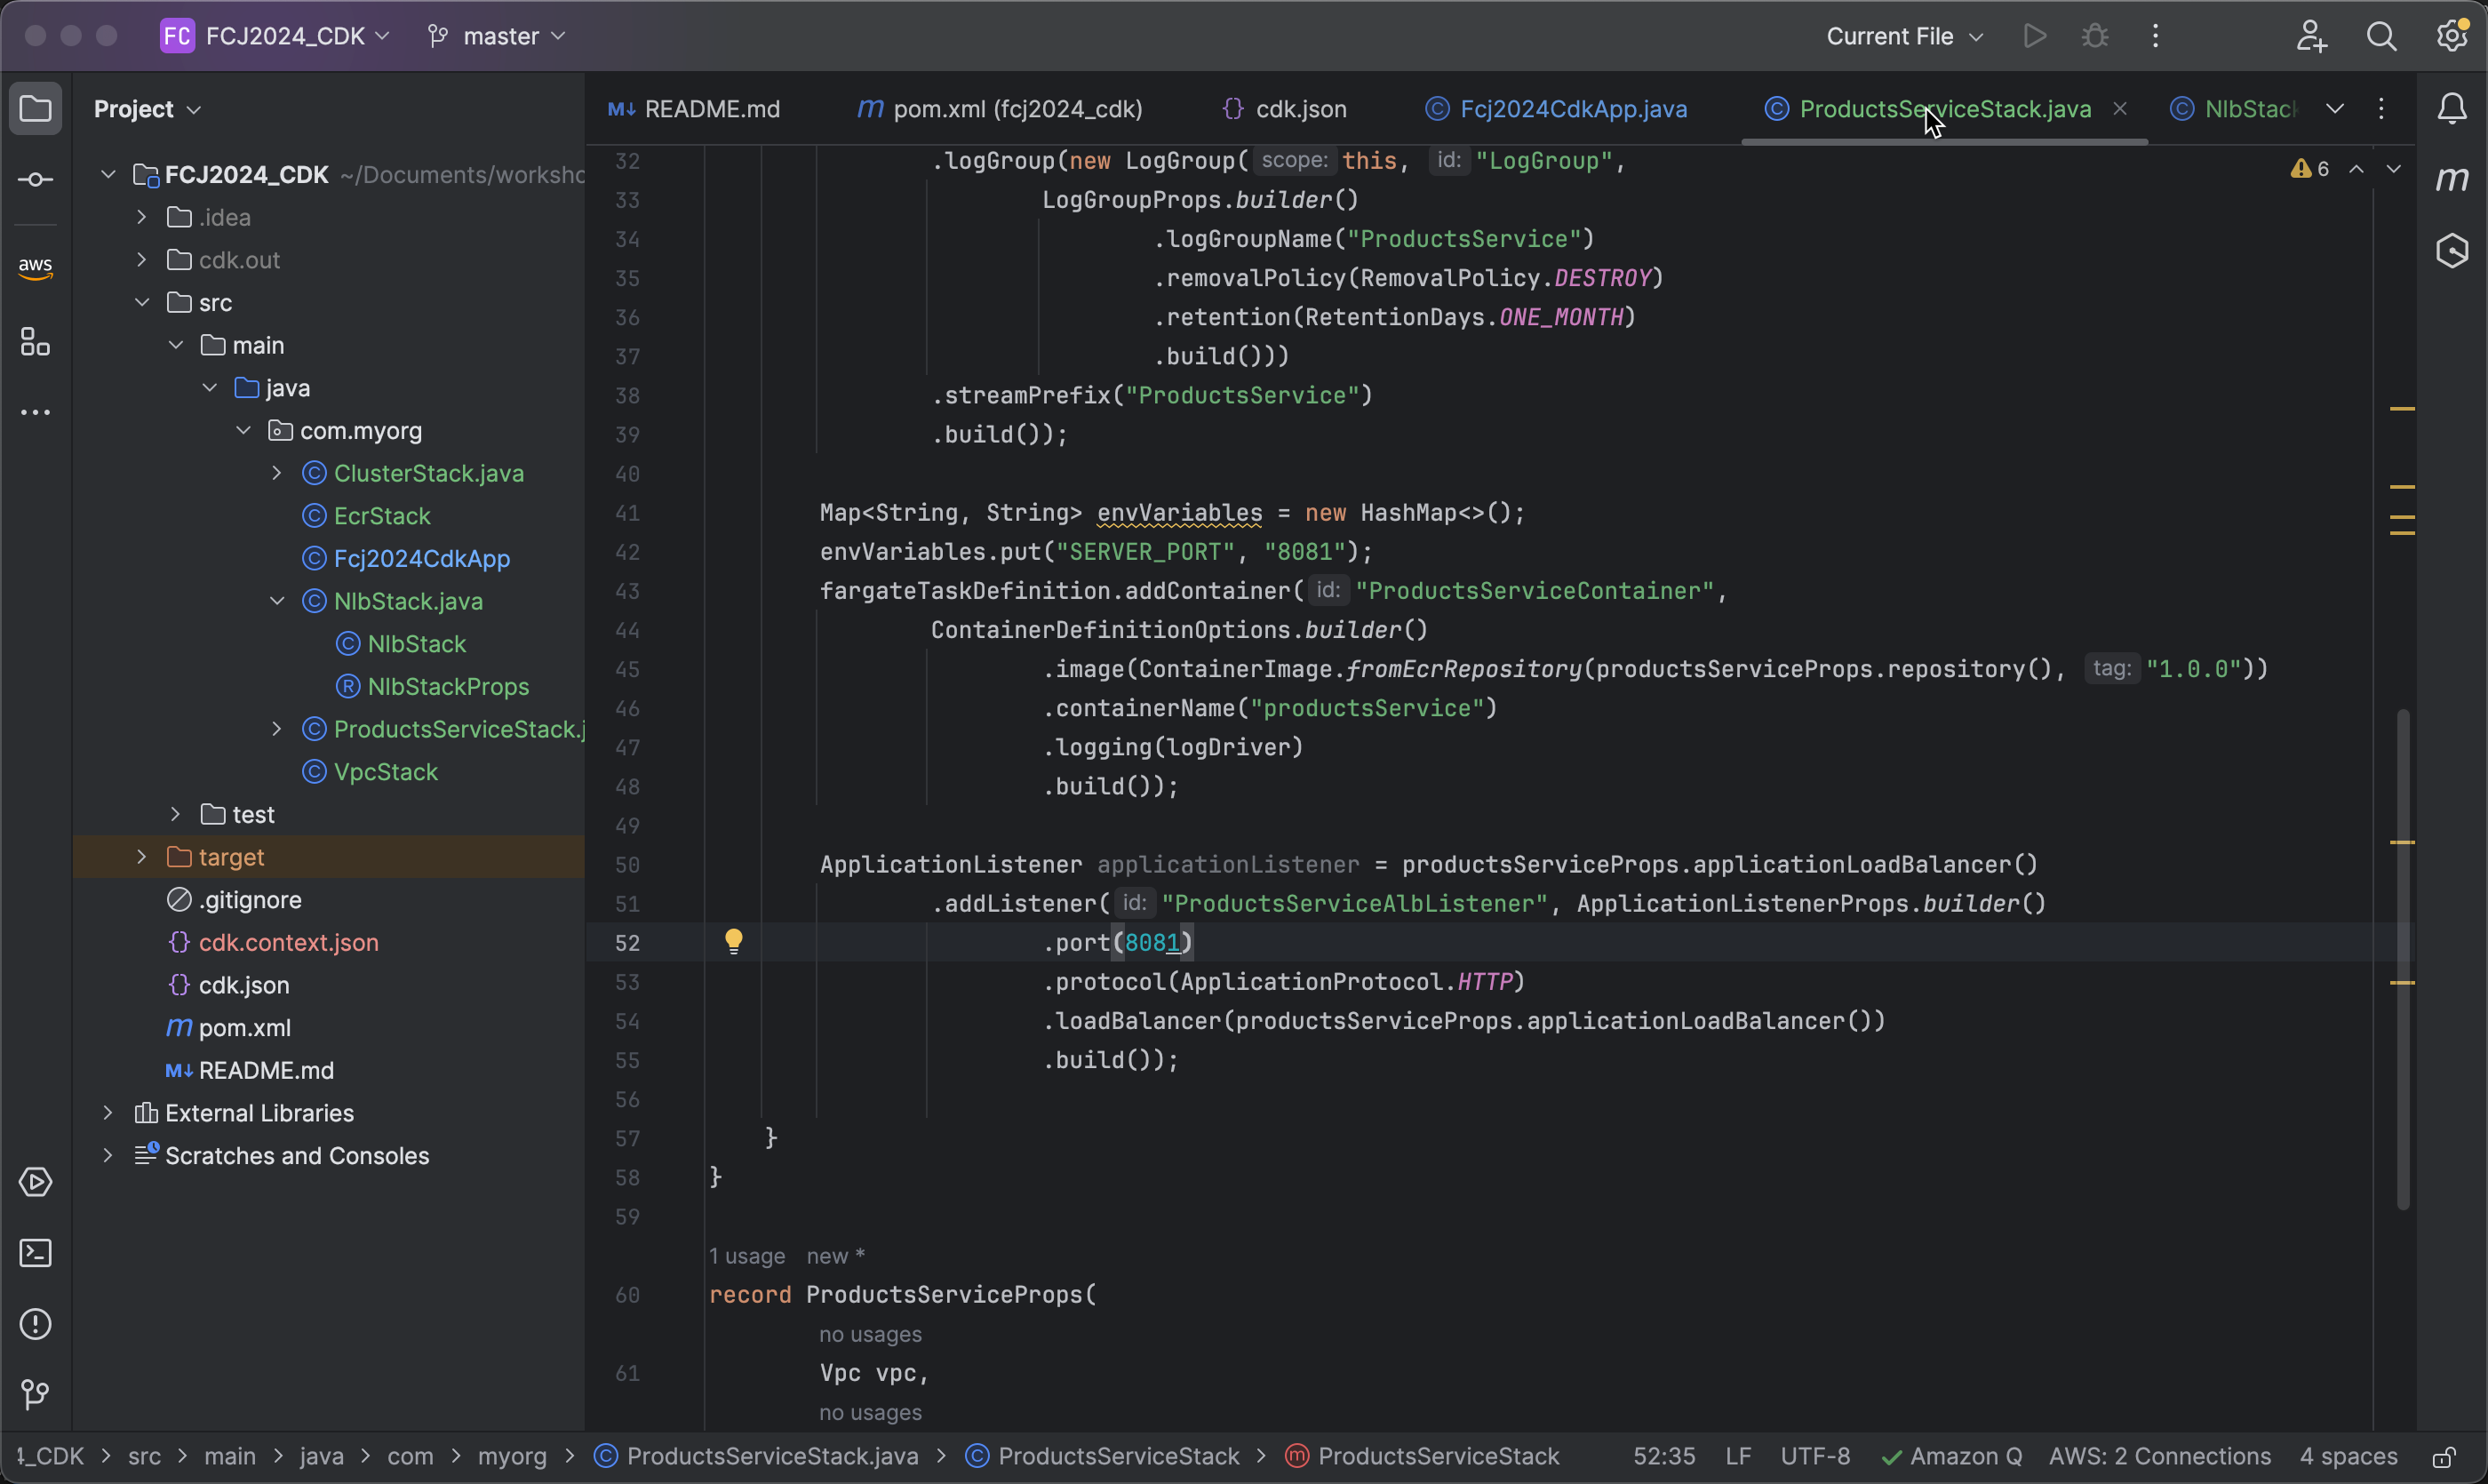 FC FCJ2024_CDK master Current File
Project
README.md pom.xml (fcj2024_cdk) cdk.json Fcj2024CdkApp.java ProductsServiceStack.java NlbStack
FCJ2024_CDK ~/Documents/worksho
.idea
cdk.out
aws
src
main
java
com.myorg
ClusterStack.java
EcrStack
Fcj2024CdkApp
NlbStack.java
NlbStack
NlbStackProps
ProductsServiceStack.j
VpcStack
test
target
.gitignore
cdk.context.json
cdk.json
pom.xml
README.md
External Libraries
Scratches and Consoles
6
32 .logGroup(new LogGroup( scope: this, id: "LogGroup",
33 LogGroupProps.builder()
34 .logGroupName("ProductsService")
35 .removalPolicy(RemovalPolicy.DESTROY)
36 .retention(RetentionDays.ONE_MONTH)
37 .build()))
38 .streamPrefix("ProductsService")
39 .build());
40
41 Map<String, String> envVariables = new HashMap<>();
42 envVariables.put("SERVER_PORT", "8081");
43 fargateTaskDefinition.addContainer( id: "ProductsServiceContainer",
44 ContainerDefinitionOptions.builder()
45 .image(ContainerImage.fromEcrRepository(productsServiceProps.repository(), tag: "1.0.0"))
46 .containerName("productsService")
47 .logging(logDriver)
48 .build());
49
50 ApplicationListener applicationListener = productsServiceProps.applicationLoadBalancer()
51 .addListener( id: "ProductsServiceAlbListener", ApplicationListenerProps.builder()
52 .port(8081)
53 .protocol(ApplicationProtocol.HTTP)
54 .loadBalancer(productsServiceProps.applicationLoadBalancer())
55 .build());
56
57 }
58 }
59
1 usage new *
60 record ProductsServiceProps(
no usages
61 Vpc vpc,
no usages
_CDK > src > main > java > com > myorg > ProductsServiceStack.java > ProductsServiceStack > ProductsServiceStack 52:35 LF UTF-8 Amazon Q AWS: 2 Connections 4 spaces